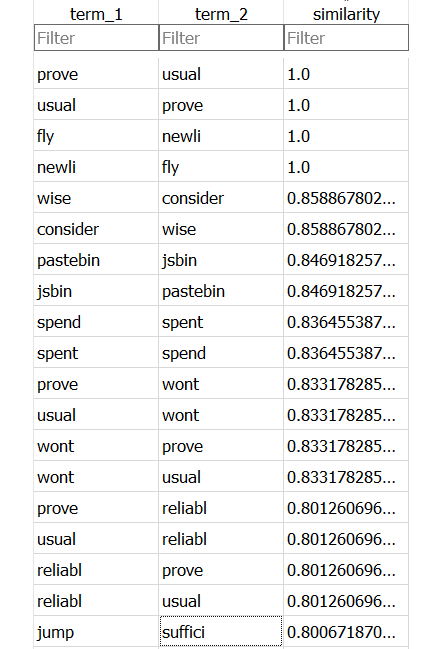 term_1 term_2 similarity
Filter Filter Filter
prove usual 1.0
usual prove 1.0
fly newli 1.0
newli fly 1.0
wise consider 0.858867802...
consider wise 0.858867802...
pastebin jsbin 0.846918257...
jsbin pastebin 0.846918257...
spend spent 0.836455387...
spent spend 0.836455387...
prove wont 0.833178285...
usual wont 0.833178285...
wont prove 0.833178285...
wont usual 0.833178285...
prove reliabl 0.801260696...
usual reliabl 0.801260696...
reliabl prove 0.801260696...
reliabl usual 0.801260696...
jump suffici 0.800671870...